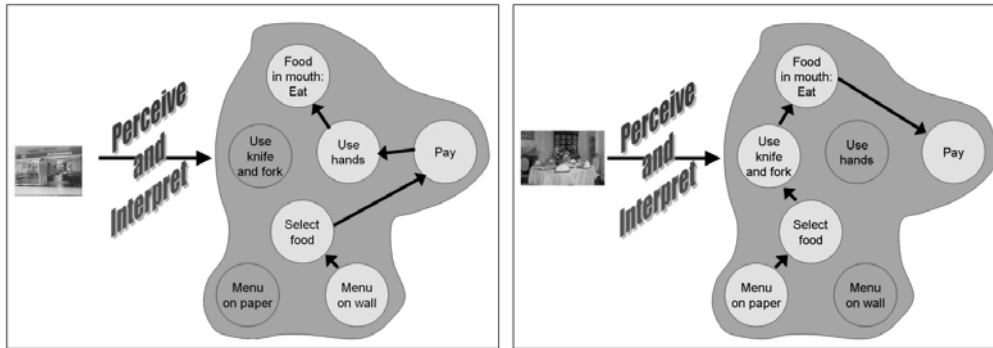 Perceive
and
Interpret
Food
in mouth:
Eat
Use
knife
and fork
Use
hands
Pay
Select
food
Menu
on paper
Menu
on wall
Perceive
and
Interpret
Food
in mouth:
Eat
Use
knife
and fork
Use
hands
Pay
Select
food
Menu
on paper
Menu
on wall